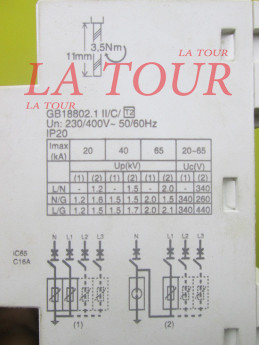 3.5Nm
11mm
LA TOUR
LA TOUR
LA TOUR
GB18802.1 II/C/ T2
Un: 230/400V~ 50/60Hz
IP20
Imax (kA) 20 40 65 20-65
Up(kV) Uc(V)
(1) (2) (1) (2) (1) (2) (1) (2)
L/N - 1.2 - 1.5 - 2.0 - 340
N/G 1.2 1.8 1.5 1.5 2.0 1.5 340 260
L/G 1.2 1.5 1.5 1.7 2.0 2.1 340 440
N L1 L2 L3 N L1 L2 L3
C16A
(1) (2)